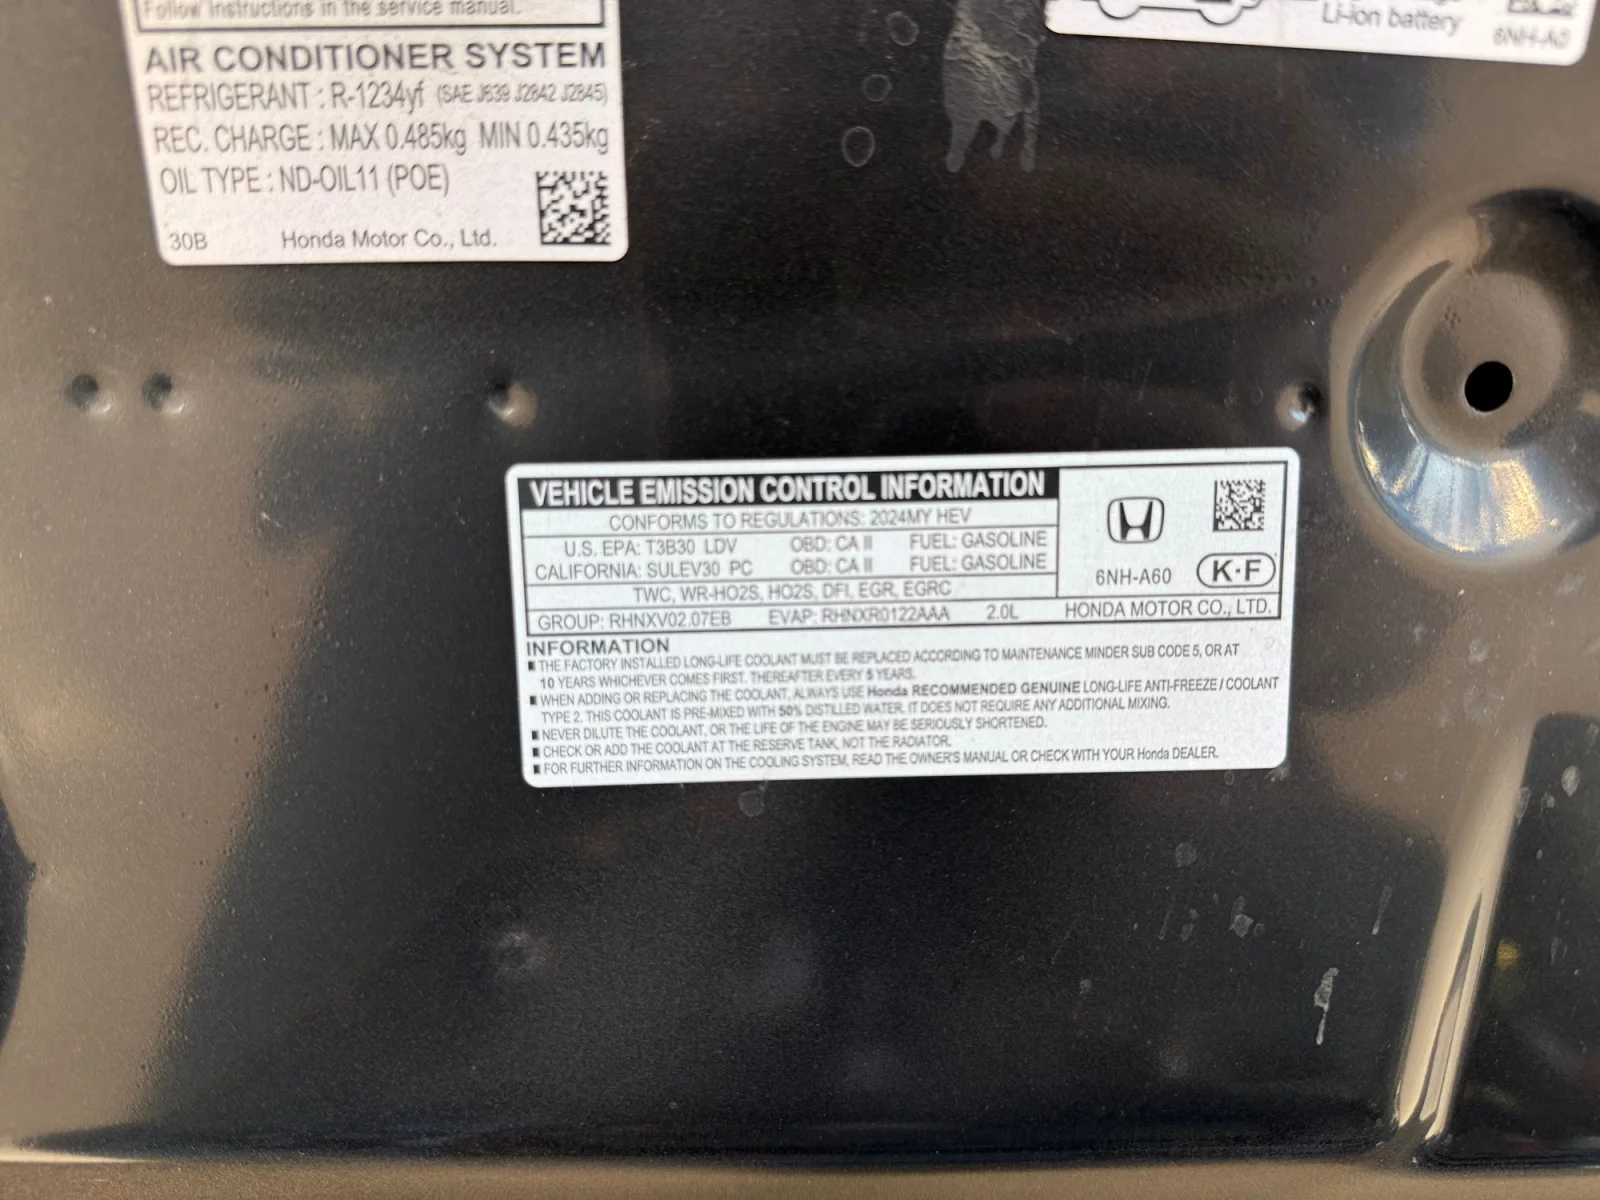 Follow instructions in the service manual.
AIR CONDITIONER SYSTEM
REFRIGERANT : R-1234yf (SAE J639 J2842 J2845)
REC. CHARGE : MAX 0.485kg MIN 0.435kg
OIL TYPE : ND-OIL11 (POE)
30B Honda Motor Co., Ltd.
Li-ion battery
6NH-A0
VEHICLE EMISSION CONTROL INFORMATION
CONFORMS TO REGULATIONS: 2024MY HEV
U.S. EPA: T3B30 LDV OBD: CA II FUEL: GASOLINE
CALIFORNIA: SULEV30 PC OBD: CA II FUEL: GASOLINE
TWC, WR-HO2S, HO2S, DFI, EGR, EGRC
GROUP: RHNXV02.07EB EVAP: RHNXR0122AAA 2.0L
6NH-A60 K·F
HONDA MOTOR CO., LTD.
INFORMATION
■ THE FACTORY INSTALLED LONG-LIFE COOLANT MUST BE REPLACED ACCORDING TO MAINTENANCE MINDER SUB CODE 5, OR AT
10 YEARS WHICHEVER COMES FIRST. THEREAFTER EVERY 5 YEARS.
■ WHEN ADDING OR REPLACING THE COOLANT, ALWAYS USE Honda RECOMMENDED GENUINE LONG-LIFE ANTI-FREEZE / COOLANT
TYPE 2. THIS COOLANT IS PRE-MIXED WITH 50% DISTILLED WATER. IT DOES NOT REQUIRE ANY ADDITIONAL MIXING.
■ NEVER DILUTE THE COOLANT, OR THE LIFE OF THE ENGINE MAY BE SERIOUSLY SHORTENED.
■ CHECK OR ADD THE COOLANT AT THE RESERVE TANK, NOT THE RADIATOR.
■ FOR FURTHER INFORMATION ON THE COOLING SYSTEM, READ THE OWNER'S MANUAL OR CHECK WITH YOUR Honda DEALER.